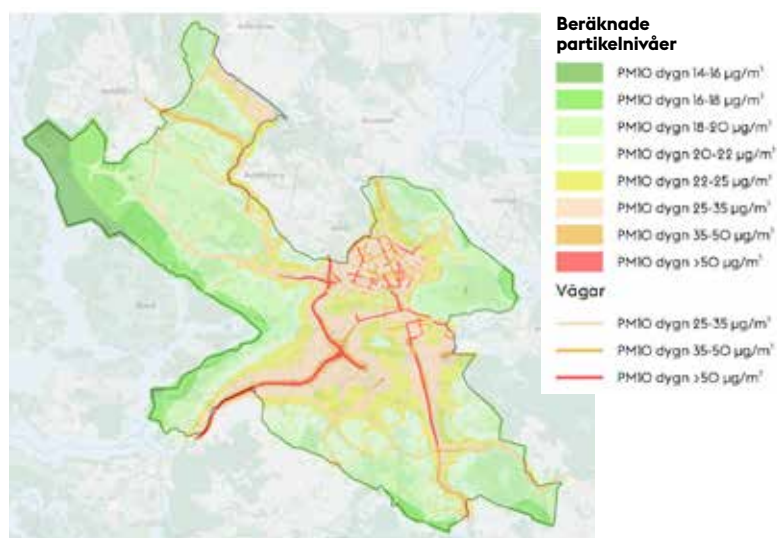 Beräknade
partikelnivåer
PM10 dygn 14-16 µg/m³
PM10 dygn 16-18 µg/m³
PM10 dygn 18-20 µg/m³
PM10 dygn 20-22 µg/m³
PM10 dygn 22-25 µg/m³
PM10 dygn 25-35 µg/m³
PM10 dygn 35-50 µg/m³
PM10 dygn >50 µg/m³
Vägar
PM10 dygn 25-35 µg/m³
PM10 dygn 35-50 µg/m³
PM10 dygn >50 µg/m³